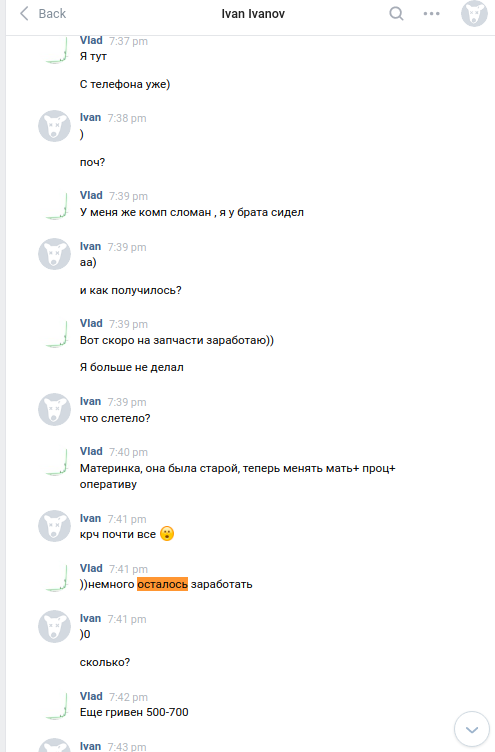 Back
Ivan Ivanov
Vlad 7:37 pm
Я тут
С телефона уже)
Ivan 7:38 pm
)
поч?
Vlad 7:39 pm
У меня же комп сломан , я у брата сидел
Ivan 7:39 pm
аа)
и как получилось?
Vlad 7:39 pm
Вот скоро на запчасти заработаю))
Я больше не делал
Ivan 7:39 pm
что слетело?
Vlad 7:40 pm
Материнка, она была старой, теперь менять мать+ проц+
оперативу
Ivan 7:41 pm
крч почти все 😲
Vlad 7:41 pm
))немного осталось заработать
Ivan 7:41 pm
)0
сколько?
Vlad 7:42 pm
Еще гривен 500-700
Ivan 7:43 pm